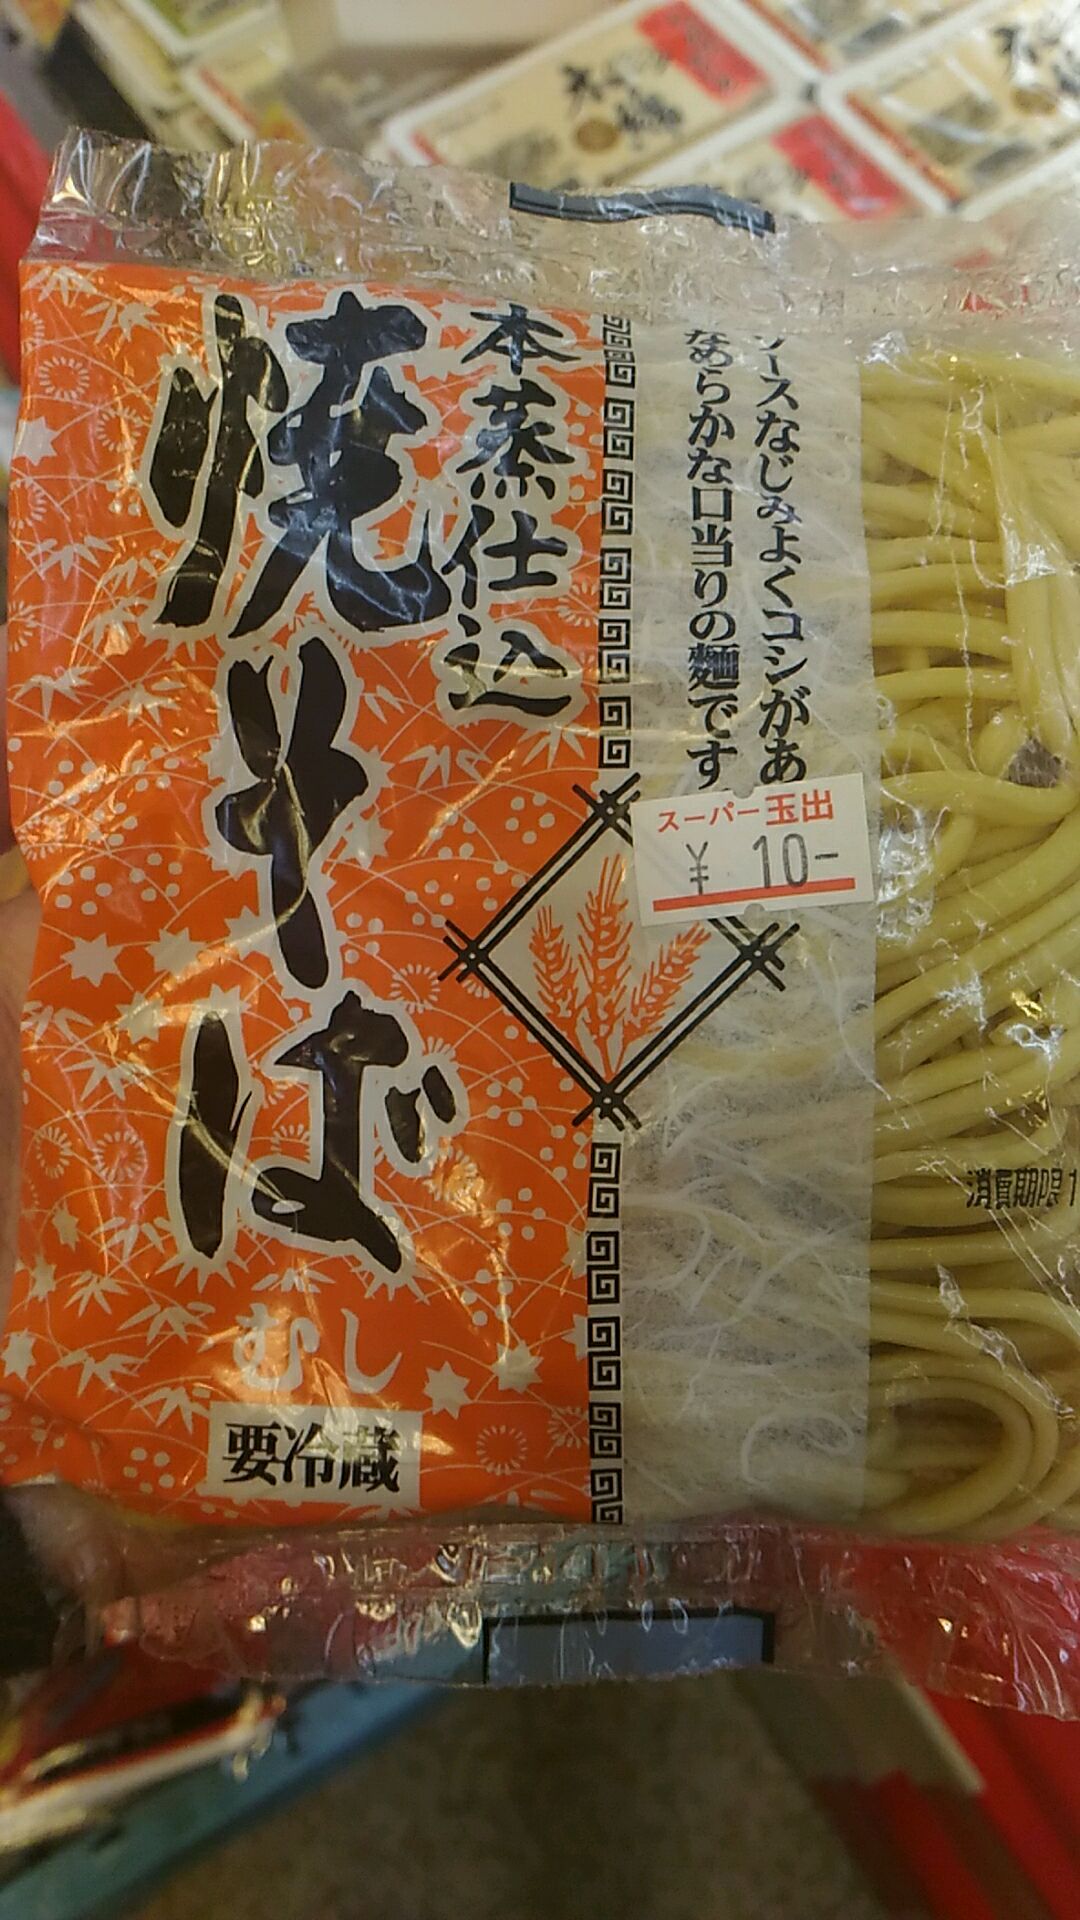 ソースなじみよくコシがあ
なめらかな口当りの麺です
本蒸仕込
焼そば
むし
要冷蔵
スーパー玉出
¥ 10-
消費期限 1